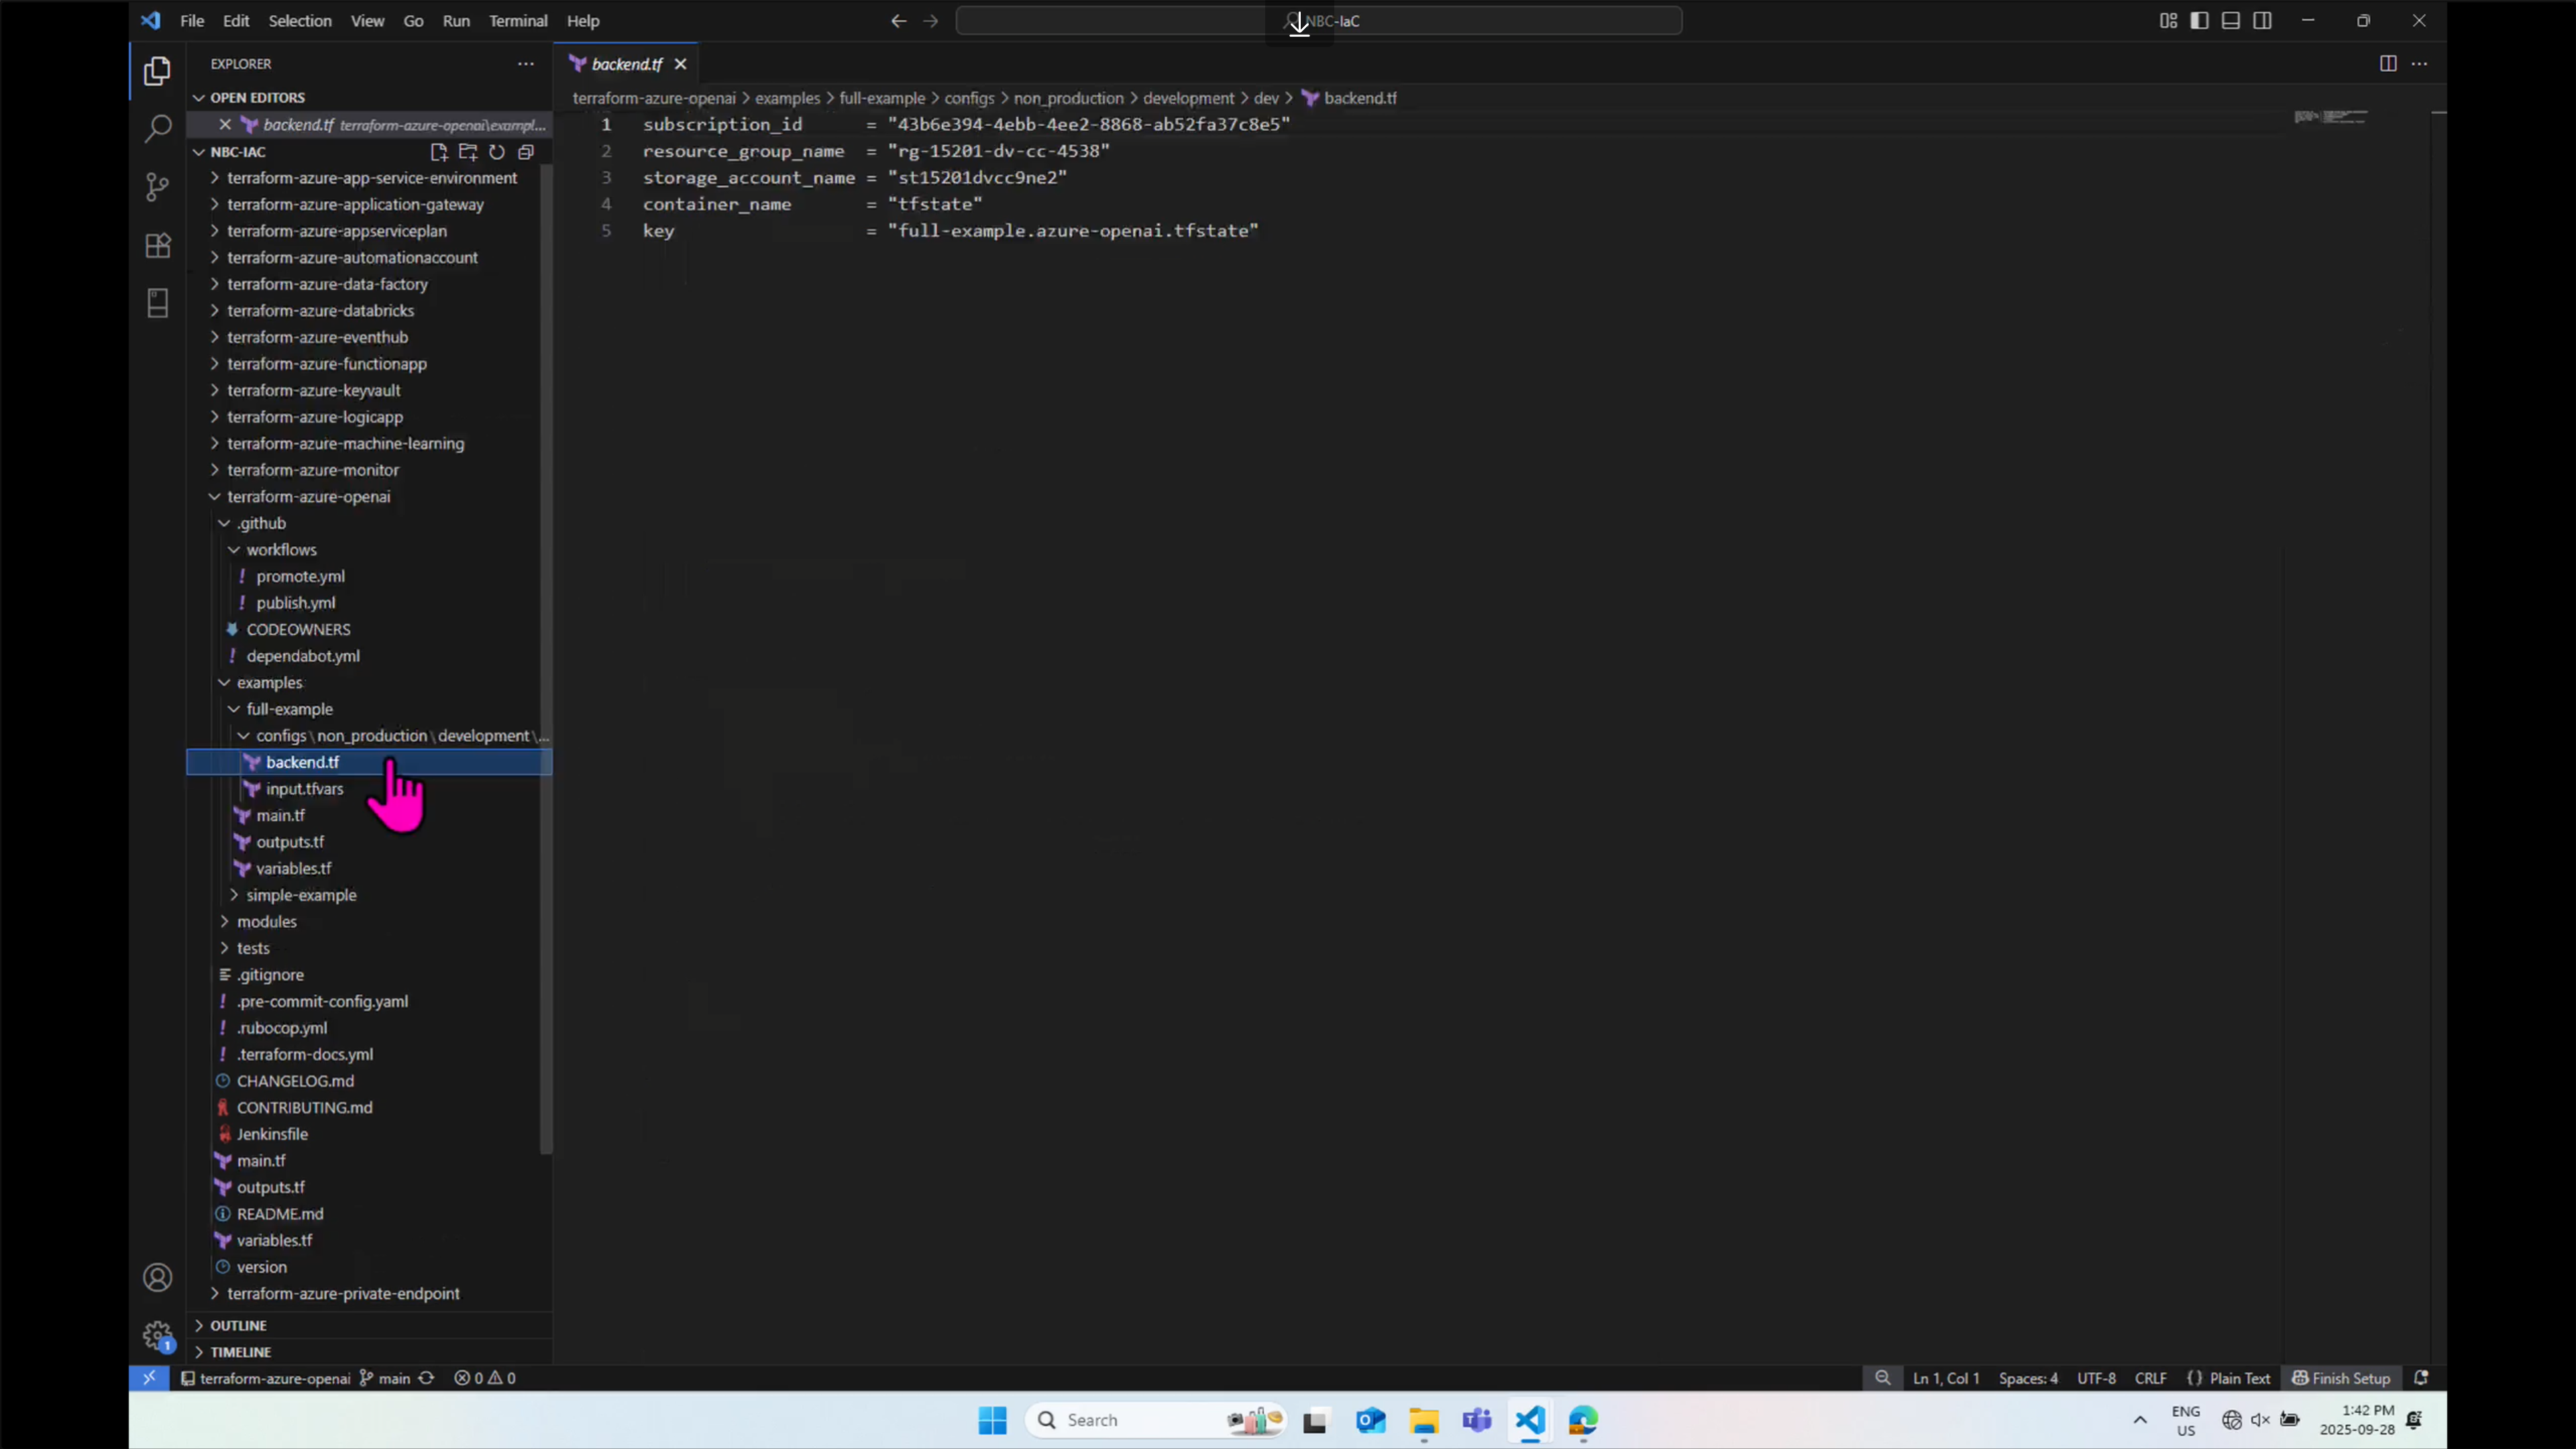 File Edit Selection View Go Run Terminal Help
NBC-IaC
EXPLORER
OPEN EDITORS
backend.tf terraform-azure-openai\exampl...
NBC-IAC
terraform-azure-app-service-environment
terraform-azure-application-gateway
terraform-azure-appserviceplan
terraform-azure-automationaccount
terraform-azure-data-factory
terraform-azure-databricks
terraform-azure-eventhub
terraform-azure-functionapp
terraform-azure-keyvault
terraform-azure-logicapp
terraform-azure-machine-learning
terraform-azure-monitor
terraform-azure-openai
.github
workflows
! promote.yml
! publish.yml
CODEOWNERS
! dependabot.yml
examples
full-example
configs\non_production\development\...
backend.tf
input.tfvars
main.tf
outputs.tf
variables.tf
simple-example
modules
tests
.gitignore
! .pre-commit-config.yaml
! .rubocop.yml
! .terraform-docs.yml
CHANGELOG.md
CONTRIBUTING.md
Jenkinsfile
main.tf
outputs.tf
README.md
variables.tf
version
terraform-azure-private-endpoint
OUTLINE
TIMELINE
backend.tf
terraform-azure-openai > examples > full-example > configs > non_production > development > dev > backend.tf
1 subscription_id = "43b6e394-4ebb-4ee2-8868-ab52fa37c8e5"
2 resource_group_name = "rg-15201-dv-cc-4538"
3 storage_account_name = "st15201dvcc9ne2"
4 container_name = "tfstate"
5 key = "full-example.azure-openai.tfstate"
1
terraform-azure-openai main 0 0 Ln 1, Col 1 Spaces: 4 UTF-8 CRLF {} Plain Text Finish Setup
Search
ENG
US
1:42 PM
2025-09-28